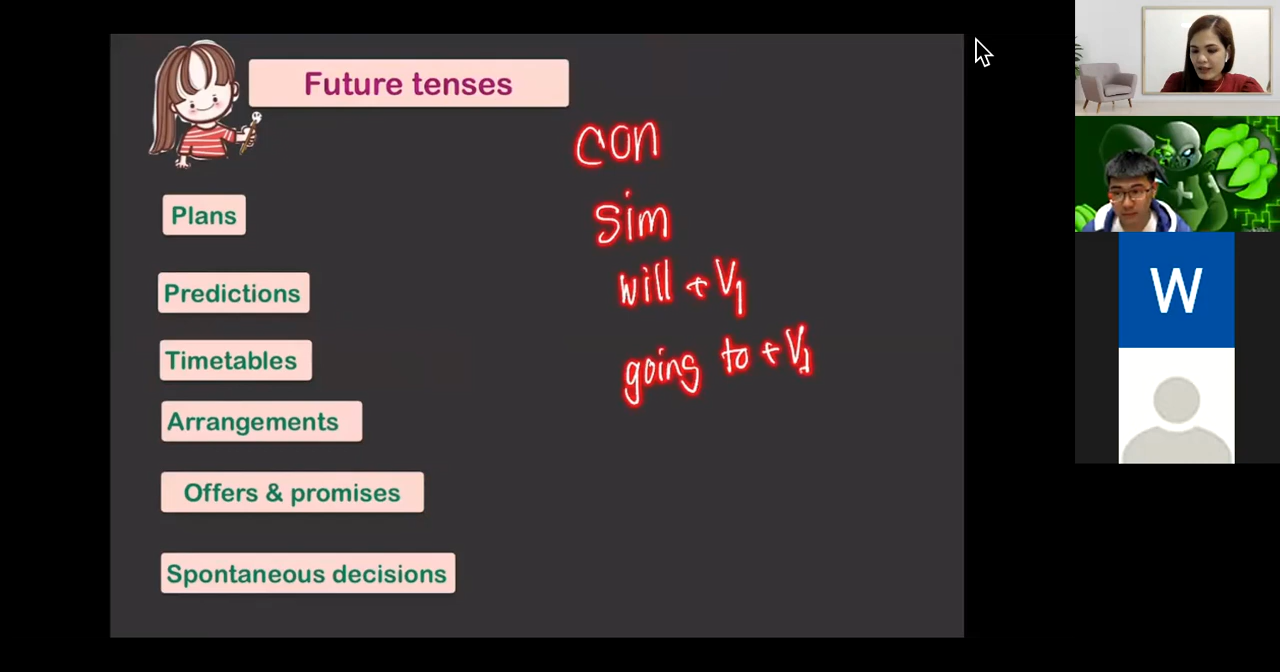 Future tenses
con
sim
will + V1
going to + V1
Plans
Predictions
Timetables
Arrangements
Offers & promises
Spontaneous decisions
W